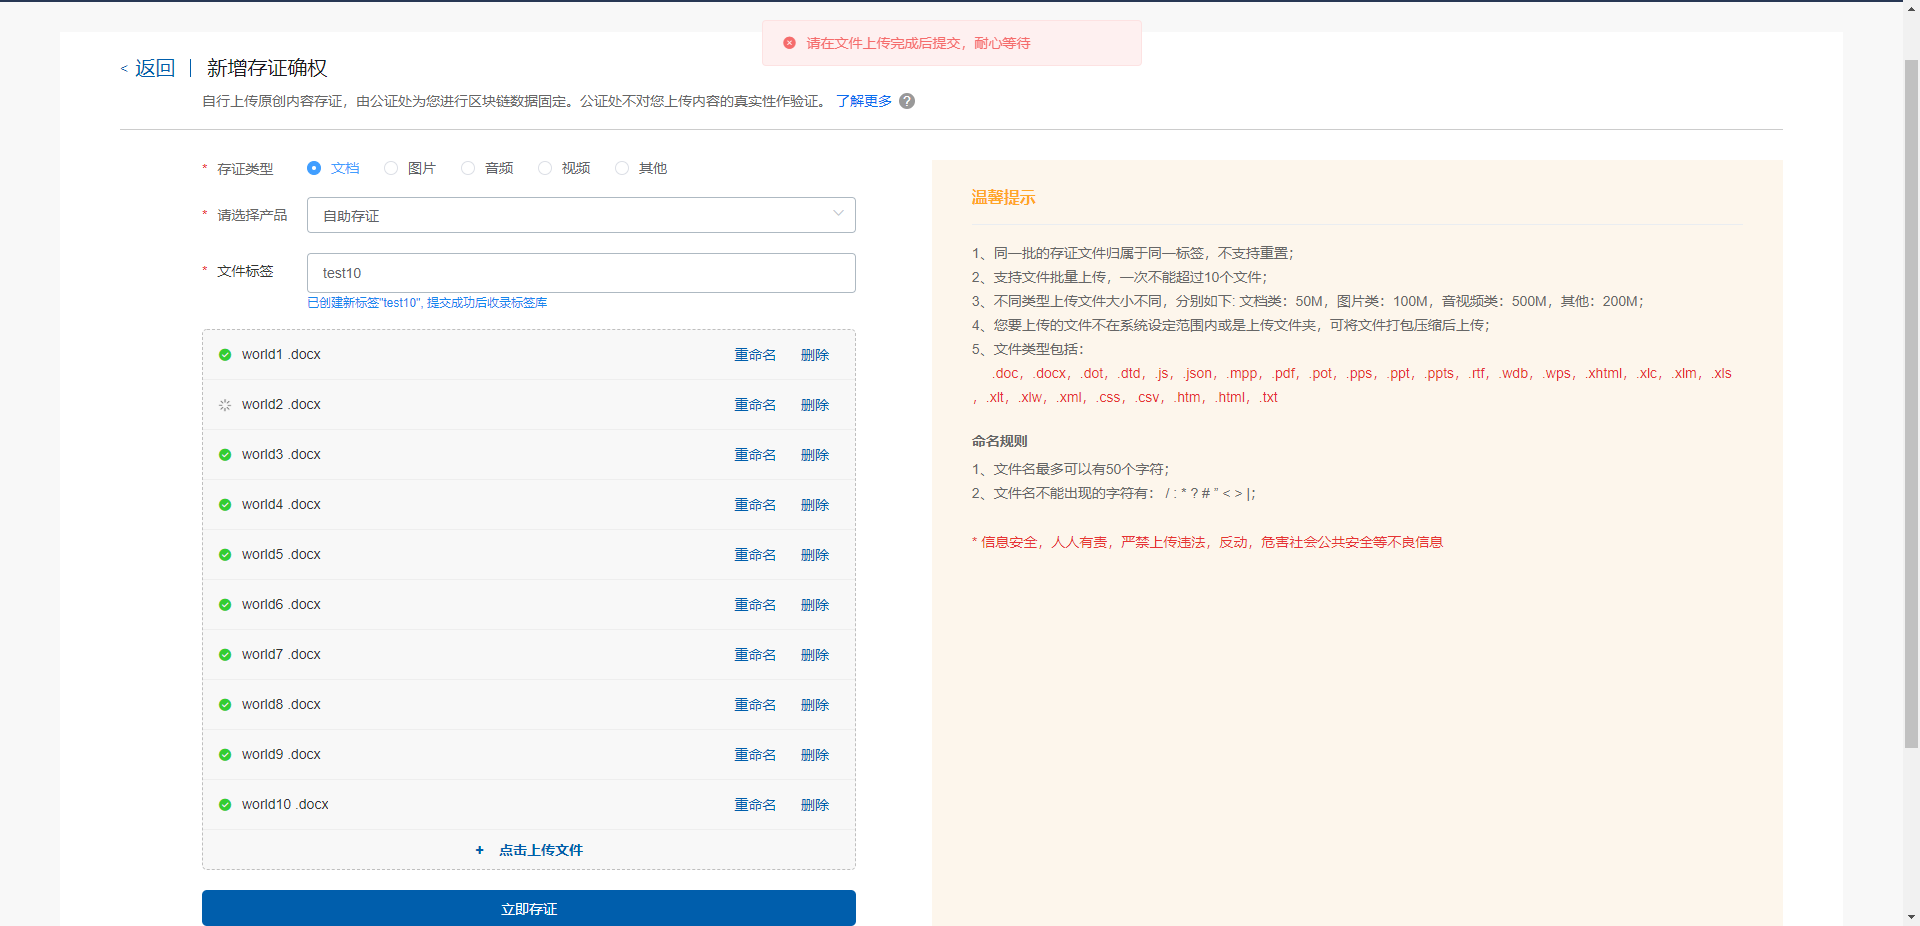 请在文件上传完成后提交，耐心等待
< 返回 | 新增存证确权
自行上传原创内容存证，由公证处为您进行区块链数据固定。公证处不对您上传内容的真实性作验证。 了解更多 ?
* 存证类型 文档 图片 音频 视频 其他
* 请选择产品 自助存证
* 文件标签 test10
已创建新标签"test10", 提交成功后收录标签库
world1 .docx 重命名 删除
world2 .docx 重命名 删除
world3 .docx 重命名 删除
world4 .docx 重命名 删除
world5 .docx 重命名 删除
world6 .docx 重命名 删除
world7 .docx 重命名 删除
world8 .docx 重命名 删除
world9 .docx 重命名 删除
world10 .docx 重命名 删除
+ 点击上传文件
立即存证
温馨提示
1、同一批的存证文件归属于同一标签，不支持重置；
2、支持文件批量上传，一次不能超过10个文件；
3、不同类型上传文件大小不同，分别如下: 文档类：50M，图片类：100M，音视频类：500M，其他：200M；
4、您要上传的文件不在系统设定范围内或是上传文件夹，可将文件打包压缩后上传；
5、文件类型包括：
.doc，.docx，.dot，.dtd，.js，.json，.mpp，.pdf，.pot，.pps，.ppt，.ppts，.rtf，.wdb，.wps，.xhtml，.xlc，.xlm，.xls
，.xlt，.xlw，.xml，.css，.csv，.htm，.html，.txt
命名规则
1、文件名最多可以有50个字符；
2、文件名不能出现的字符有： / : * ? # " < > |；
* 信息安全，人人有责，严禁上传违法，反动，危害社会公共安全等不良信息